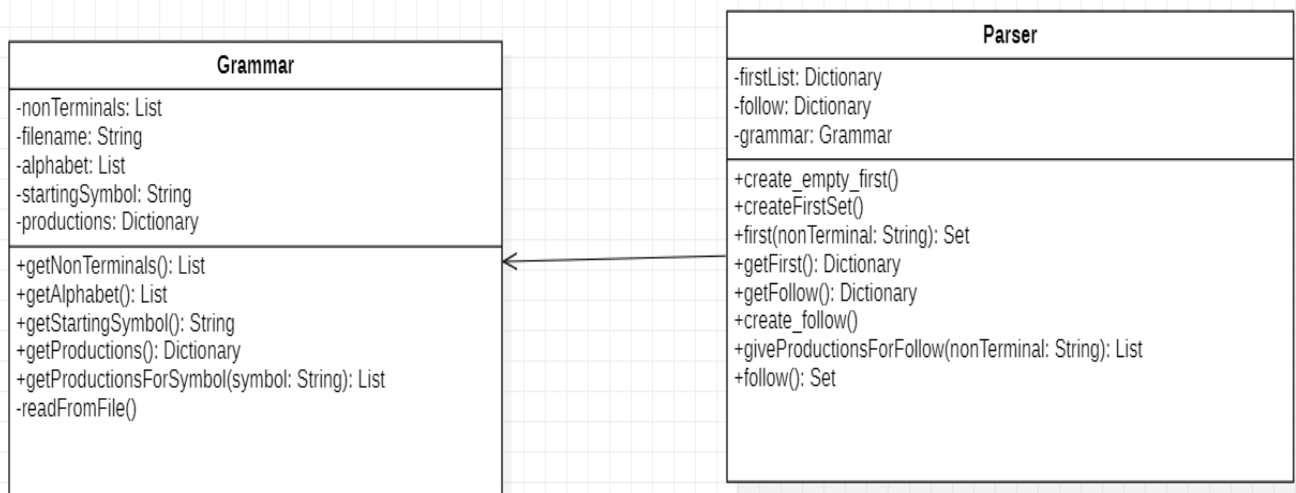 Grammar
-nonTerminals: List
-filename: String
-alphabet: List
-startingSymbol: String
-productions: Dictionary
+getNonTerminals(): List
+getAlphabet(): List
+getStartingSymbol(): String
+getProductions(): Dictionary
+getProductionsForSymbol(symbol: String): List
-readFromFile()
Parser
-firstList: Dictionary
-follow: Dictionary
-grammar: Grammar
+create_empty_first()
+createFirstSet()
+first(nonTerminal: String): Set
+getFirst(): Dictionary
+getFollow(): Dictionary
+create_follow()
+giveProductionsForFollow(nonTerminal: String): List
+follow(): Set